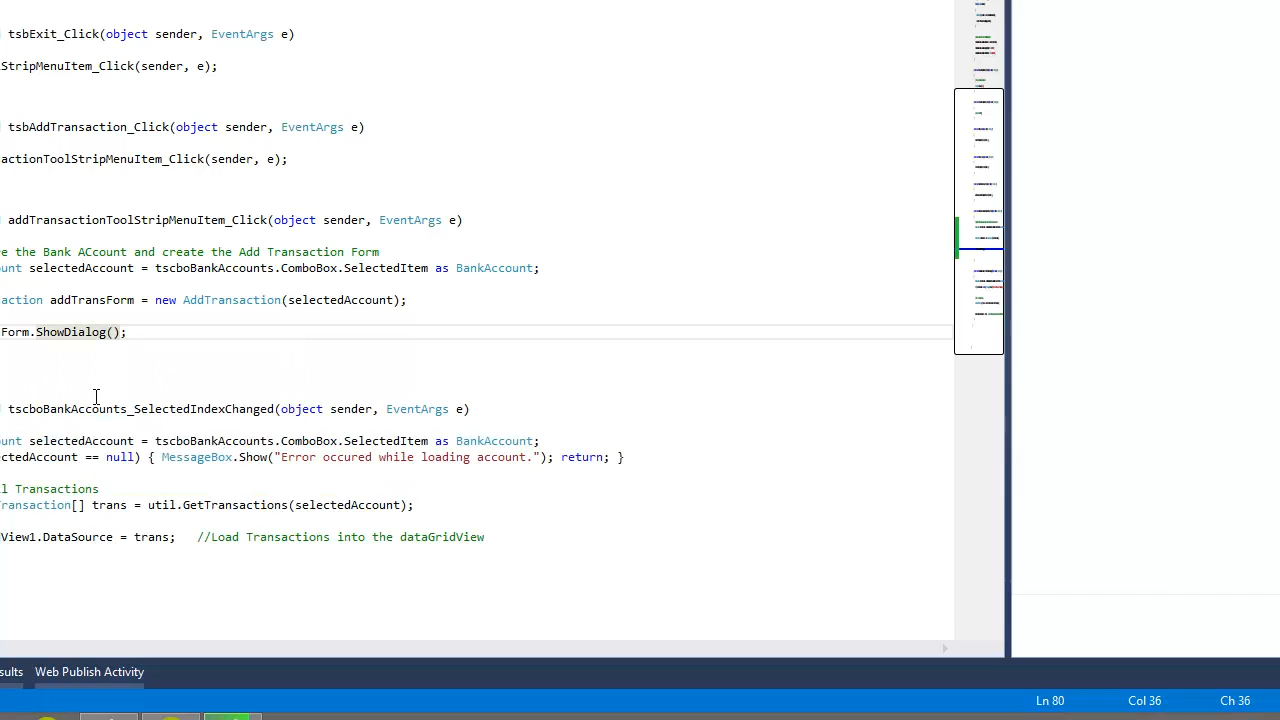 tsbExit_Click(object sender, EventArgs e)
StripMenuItem_Click(sender,
tsbAddTransaction_Click(object sender, EventArgs
actionToolStripMenuItem_Click(sender, e);
addTransactionToolStripMenuItem_Click(object sender, EventArgs e)
Bank Account and create the Add Transaction Form
ount selectedAccount = tscboBankAccounts.ComboBox.SelectedItem as BankAccount;
action addTransForm = new AddTransaction(selectedAccount);
Form.ShowDialog();
tscboBankAccounts_SelectedIndexChanged(object sender, EventArgs e)
ount selectedAccount = tscboBankAccounts.ComboBox.SelectedItem as BankAccount;
ctedAccount == null) { MessageBox.Show("Error occured while loading account."); return; }
l Transactions
Transaction[] trans = util.GetTransactions(selectedAccount);
View1.DataSource = trans; //Load Transactions into the dataGridView
sults Web Publish Activity
Ln 80 Col 36 Ch 36